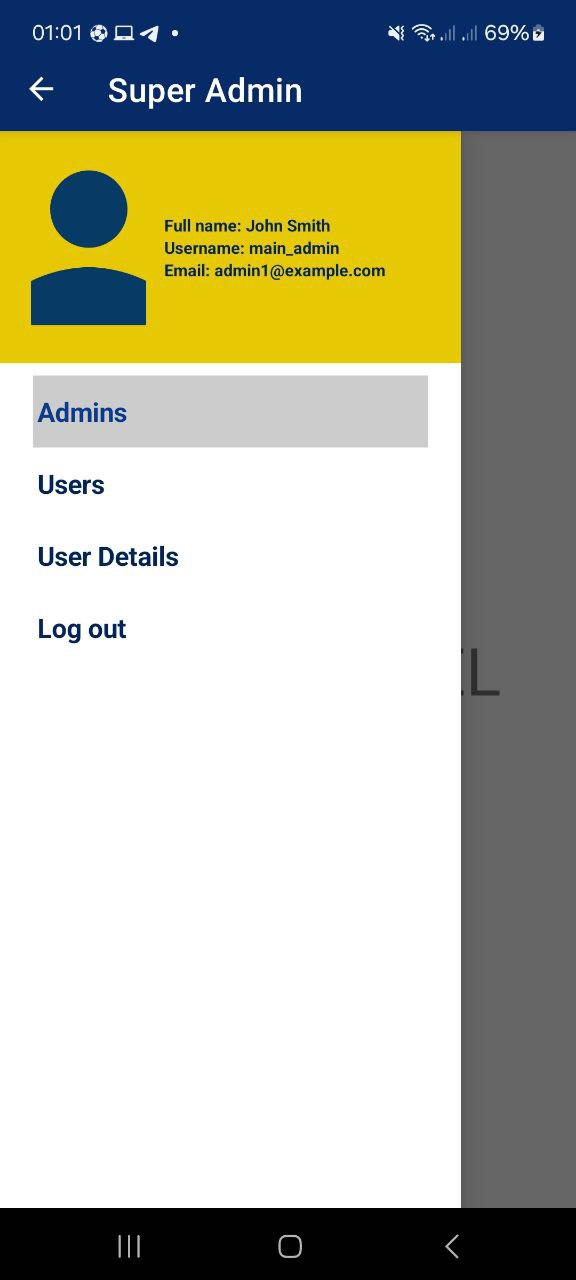 01:01 69%
Super Admin
Full name: John Smith
Username: main_admin
Email: admin1@example.com
Admins
Users
User Details
Log out
L